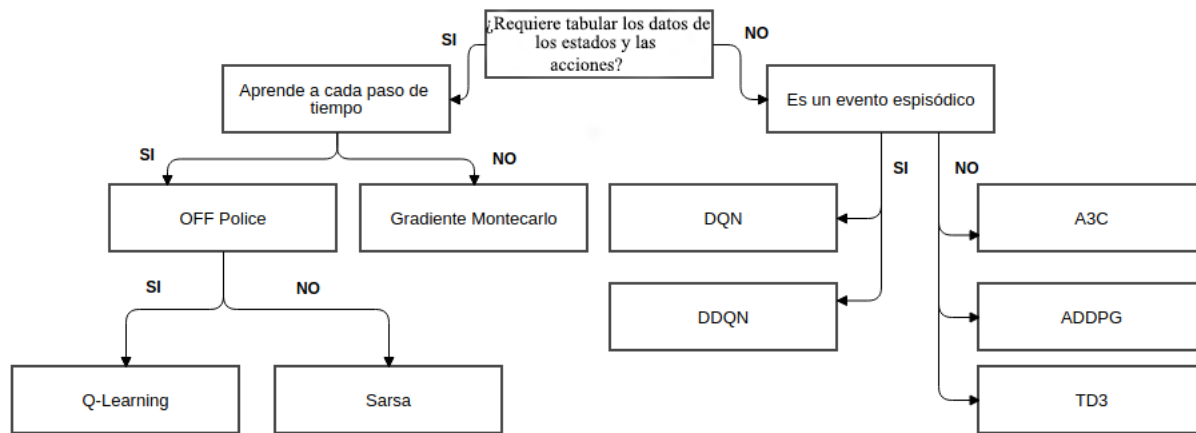 ¿Requiere tabular los datos de
los estados y las
acciones?
SI
NO
Aprende a cada paso de
tiempo
Es un evento espisódico
SI
NO
SI
NO
OFF Police
Gradiente Montecarlo
DQN
A3C
SI
NO
DDQN
ADDPG
Q-Learning
Sarsa
TD3